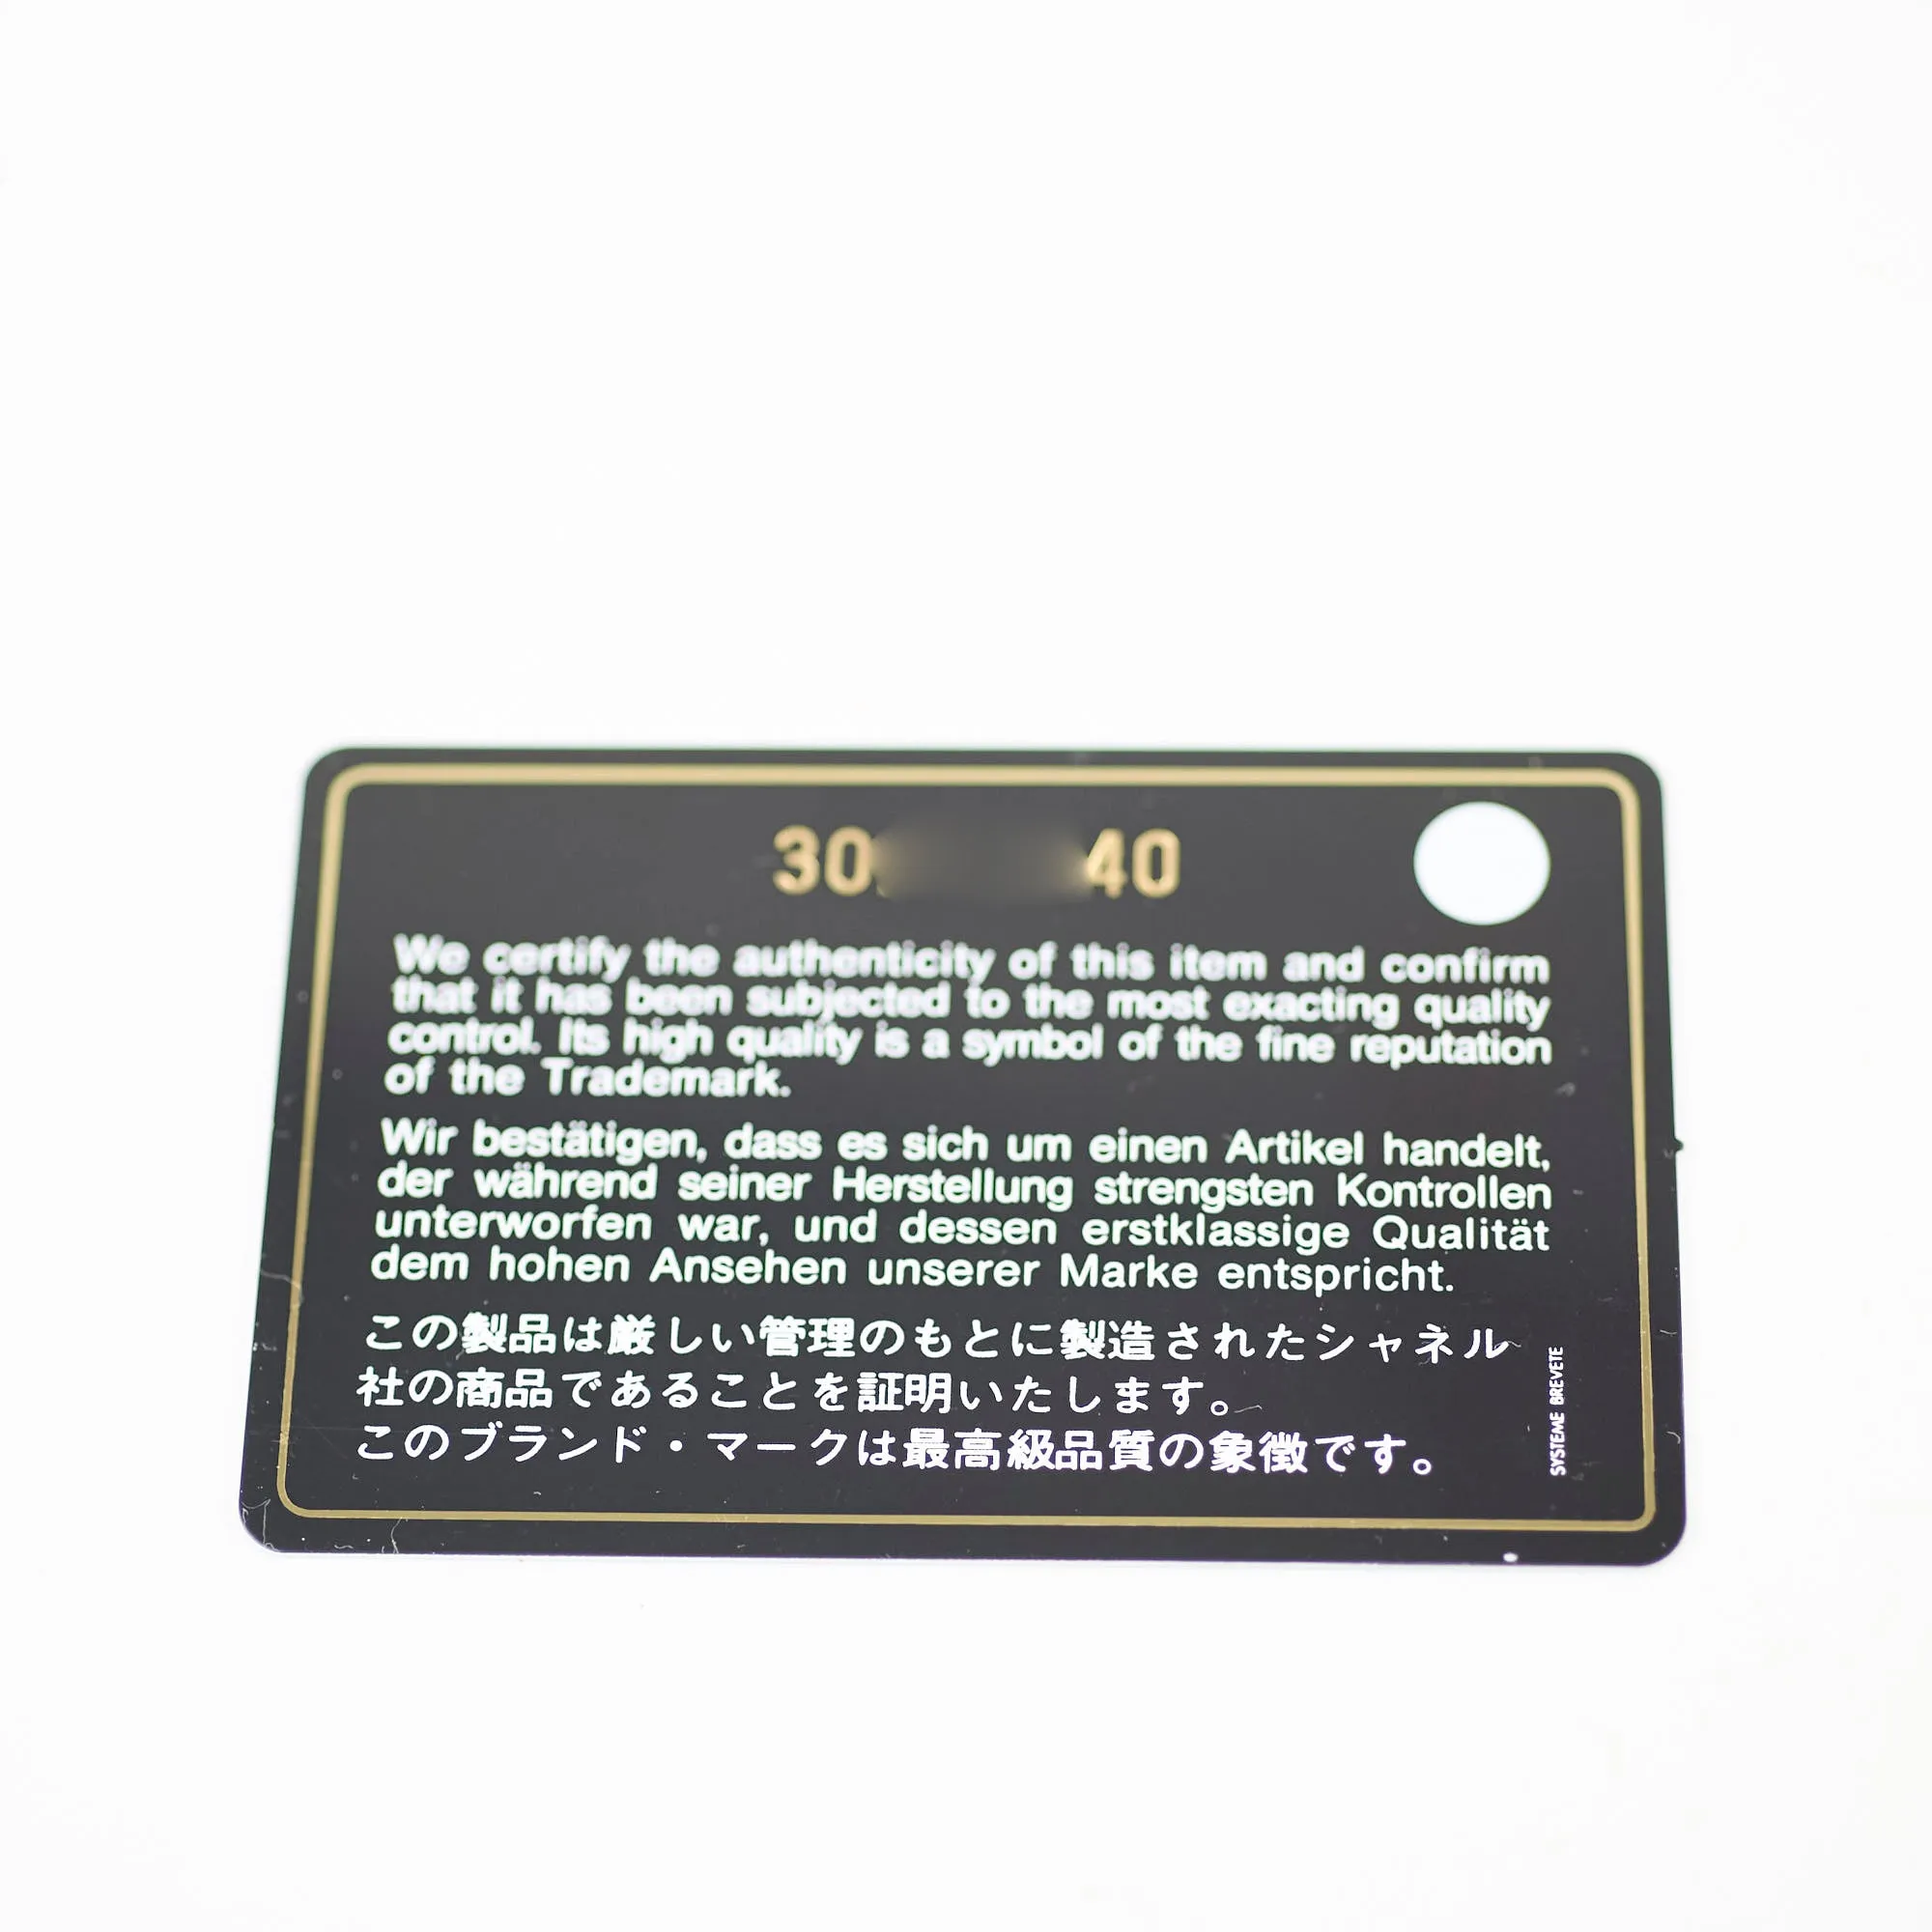 30 40
We certify the authenticity of this item and confirm
that it has been subjected to the most exacting quality
control. Its high quality is a symbol of the fine reputation
of the Trademark.
Wir bestätigen, dass es sich um einen Artikel handelt,
der während seiner Herstellung strengsten Kontrollen
unterworfen war, und dessen erstklassige Qualität
dem hohen Ansehen unserer Marke entspricht.
この製品は厳しい管理のもとに製造されたシャネル
社の商品であることを証明いたします。
このブランド・マークは最高級品質の象徴です。
SYSTEME BREVETE